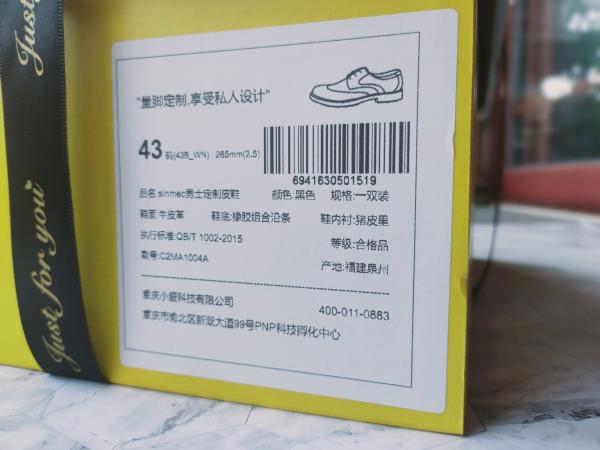 Just
Just for you
"量脚定制,享受私人设计"
43 码(43B_WN) 265mm(2.5)
6941630501519
品名:sinmec男士定制皮鞋 颜色:黑色 规格:一双装
鞋面:牛皮革 鞋底:橡胶组合沿条 鞋内衬:猪皮里
执行标准:QB/T 1002-2015 等级:合格品
款号:C2MA1004A 产地:福建泉州
重庆小瓷科技有限公司 400-011-0883
重庆市渝北区新溉大道99号PNP科技孵化中心